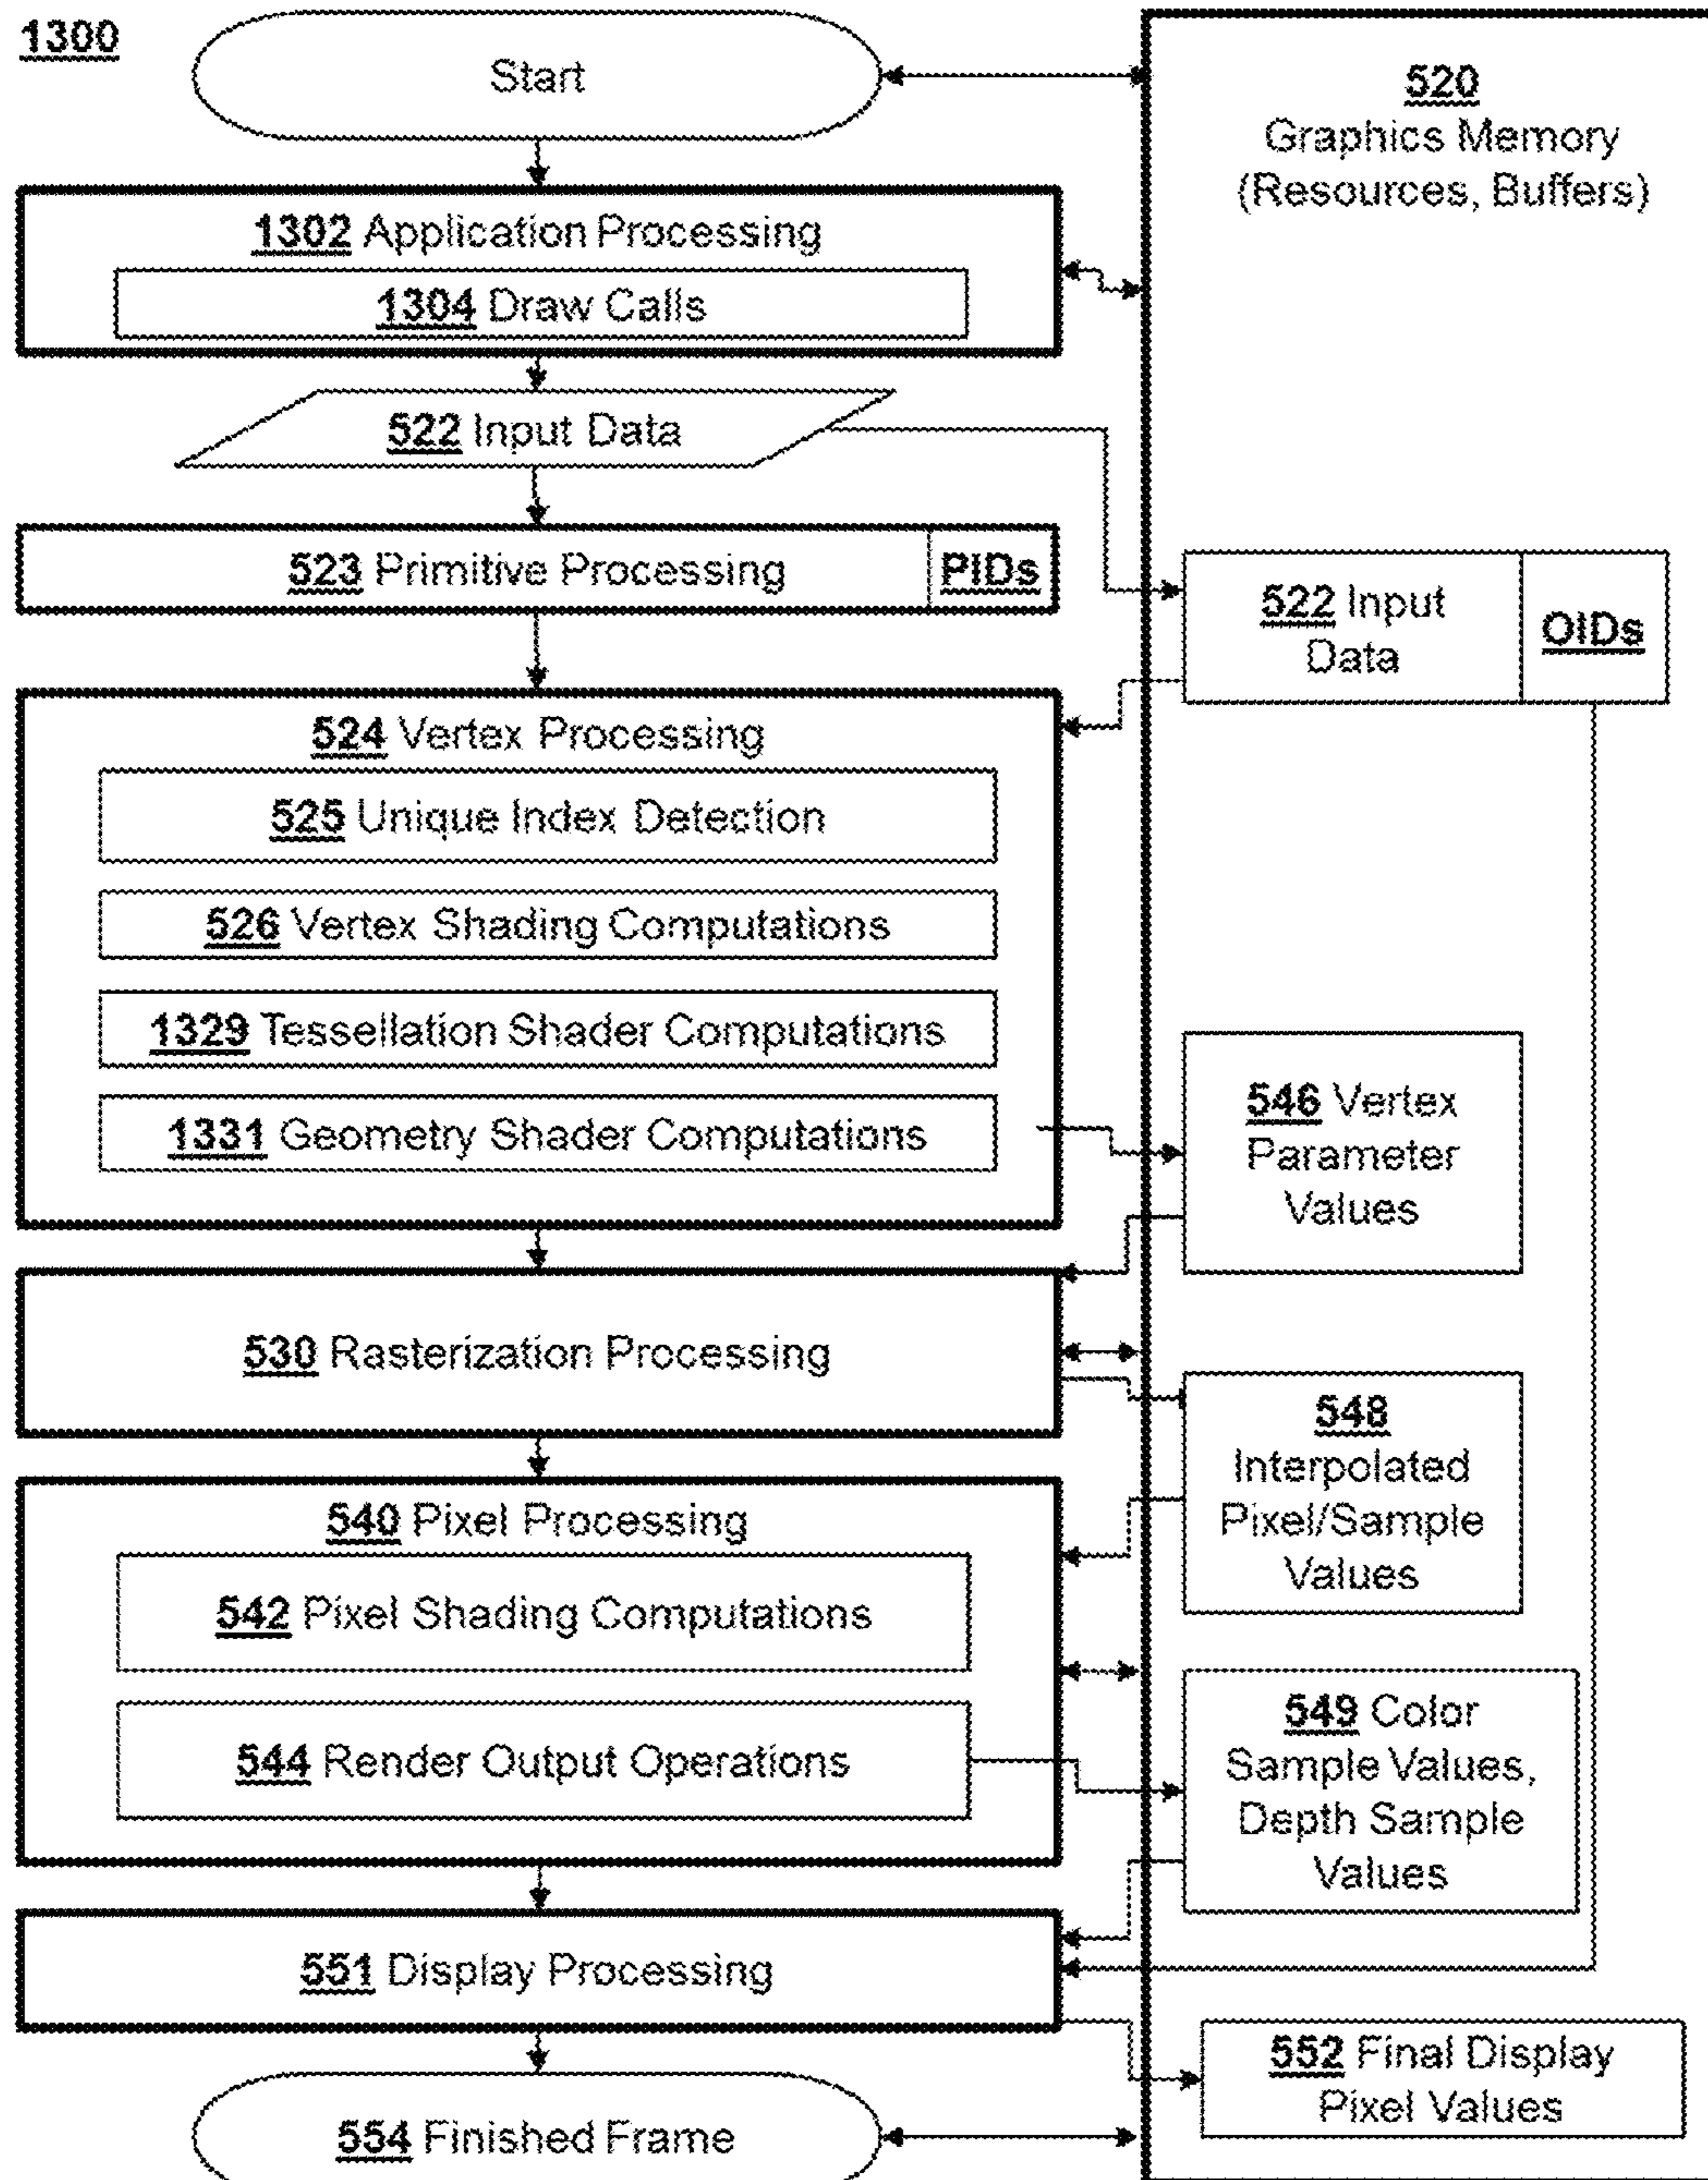 1300
Start
1302 Application Processing
1304 Draw Calls
522 Input Data
523 Primitive Processing
PIDs
524 Vertex Processing
525 Unique Index Detection
526 Vertex Shading Computations
1329 Tessellation Shader Computations
1331 Geometry Shader Computations
530 Rasterization Processing
540 Pixel Processing
542 Pixel Shading Computations
544 Render Output Operations
551 Display Processing
554 Finished Frame
520
Graphics Memory
(Resources, Buffers)
522 Input
Data
OIDs
546 Vertex
Parameter
Values
548
Interpolated
Pixel/Sample
Values
549 Color
Sample Values,
Depth Sample
Values
552 Final Display
Pixel Values